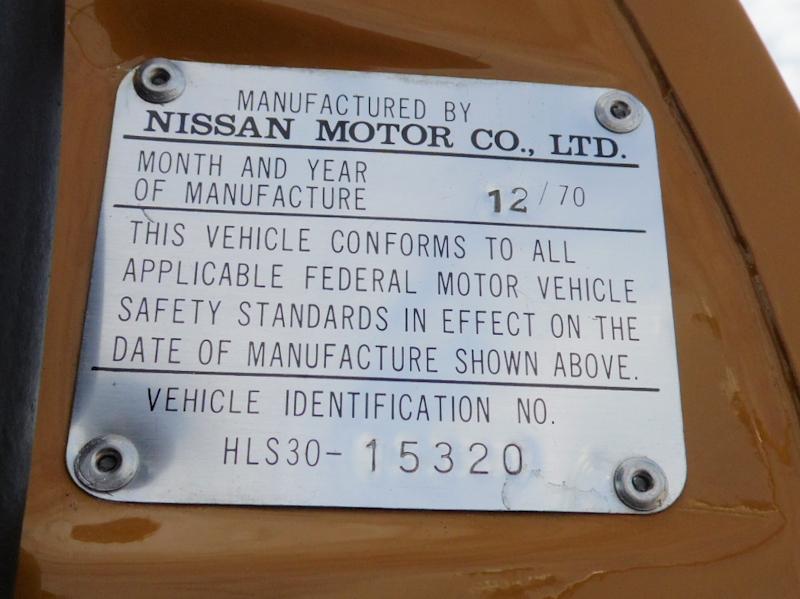 MANUFACTURED BY
NISSAN MOTOR CO., LTD.
MONTH AND YEAR
OF MANUFACTURE 12/70
THIS VEHICLE CONFORMS TO ALL
APPLICABLE FEDERAL MOTOR VEHICLE
SAFETY STANDARDS IN EFFECT ON THE
DATE OF MANUFACTURE SHOWN ABOVE.
VEHICLE IDENTIFICATION NO.
HLS30-15320